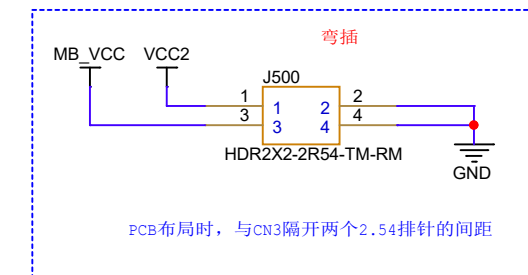 弯插
MB_VCC VCC2
J500
1 1 2 2
3 3 4 4
HDR2X2-2R54-TM-RM
GND
PCB布局时，与CN3隔开两个2.54排针的间距